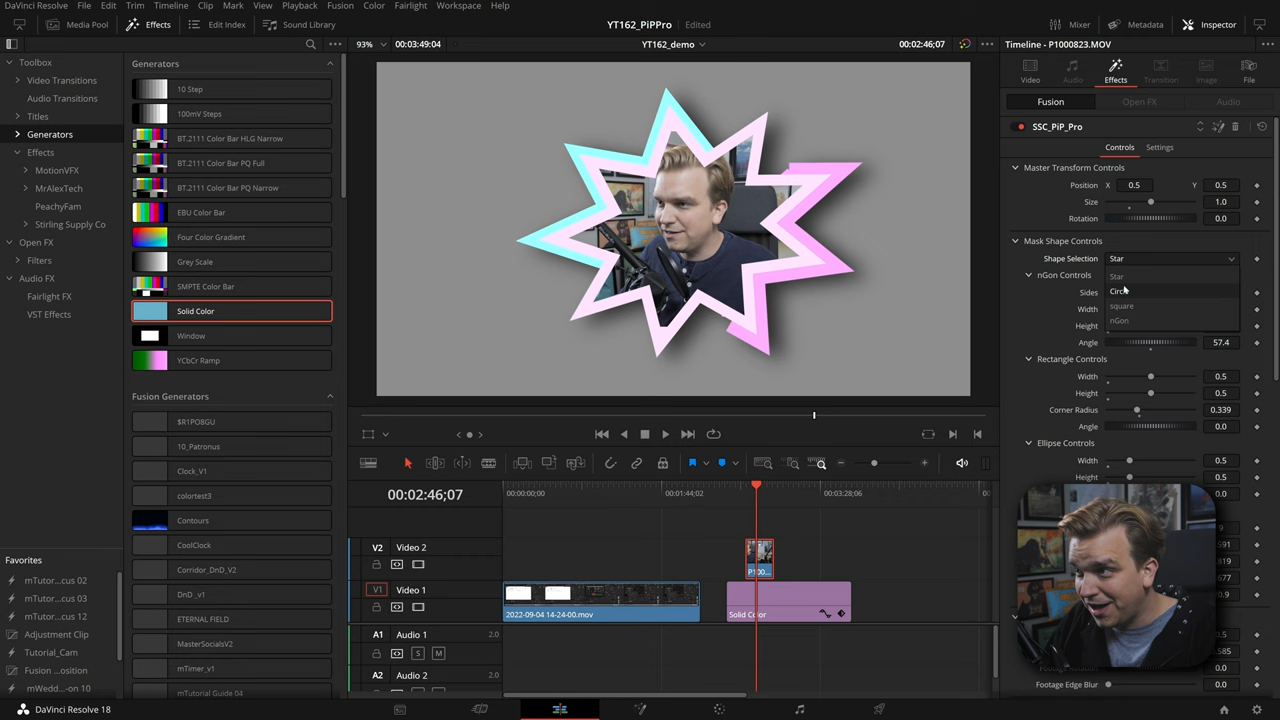 DaVinci Resolve File Edit Trim Timeline Clip Mark View Playback Fusion Color Fairlight Workspace Help
Media Pool Effects Edit Index Sound Library YT162_PiPPro Edited Mixer Metadata Inspector
93% 00:03:49:04 YT162_demo 00:02:46;07 Timeline - P1000823.MOV
Toolbox
Video Transitions
Audio Transitions
Titles
Generators
Effects
MotionVFX
MrAlexTech
PeachyFam
Stirling Supply Co
Open FX
Filters
Audio FX
Fairlight FX
VST Effects
Favorites
mTutor...cus 02
mTutor...cus 03
mTutor...cus 12
Adjustment Clip
Tutorial_Cam
Fusion ...osition
mWedd...on 10
Generators
10 Step
100mV Steps
BT.2111 Color Bar HLG Narrow
BT.2111 Color Bar PQ Full
BT.2111 Color Bar PQ Narrow
EBU Color Bar
Four Color Gradient
Grey Scale
SMPTE Color Bar
Solid Color
Window
YCbCr Ramp
Fusion Generators
$R1PO8GU
10_Patronus
Clock_V1
colortest3
Contours
CoolClock
Corridor_DnD_V2
DnD _v1
ETERNAL FIELD
MasterSocialsV2
mTimer_v1
mTutorial Guide 04
00:02:46;07
00:00:00;00 00:01:44;02 00:03:28;06 00
V2 Video 2
P100...
V1 Video 1
2022-09-04 14-24-00.mov Solid Color
A1 Audio 1 2.0
S M
A2 Audio 2 2.0
Video Audio Effects Transition Image File
Fusion Open FX Audio
SSC_PiP_Pro
Controls Settings
Master Transform Controls
Position X 0.5 Y 0.5
Size 1.0
Rotation 0.0
Mask Shape Controls
Shape Selection Star
nGon Controls Star
Sides
Width square
Height nGon
Angle 57.4
Rectangle Controls
Width 0.5
Height 0.5
Corner Radius 0.339
Angle 0.0
Ellipse Controls
Width 0.5
Height 0.5
Footage Edge Blur 0.0
DaVinci Resolve 18